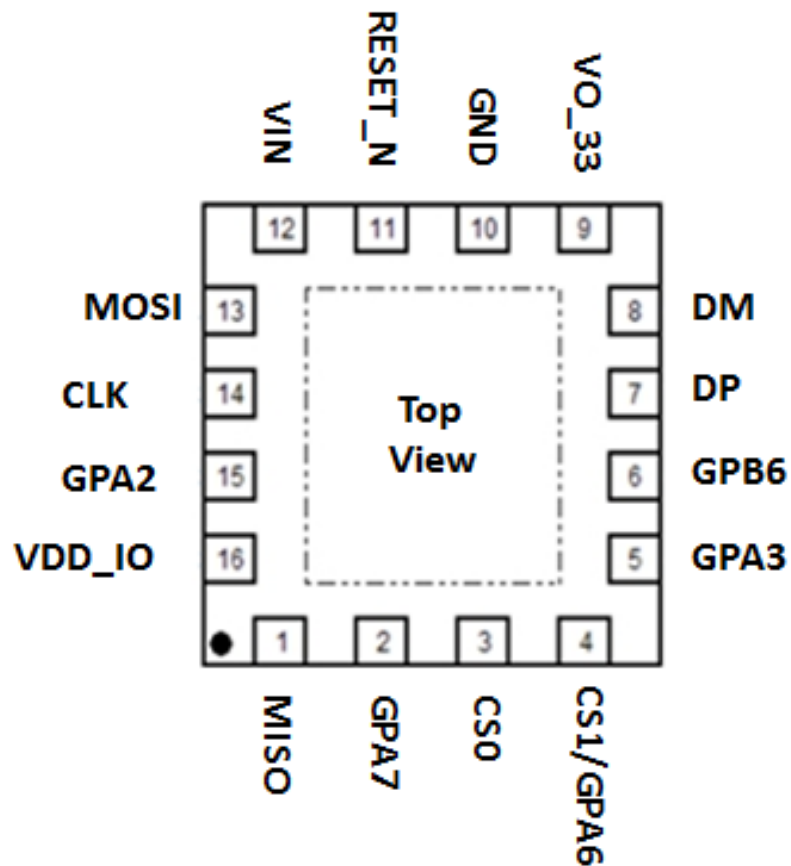 VIN
RESET_N
GND
VO_33
12
11
10
9
MOSI
13
8
DM
CLK
14
7
DP
Top
View
GPA2
15
6
GPB6
VDD_IO
16
5
GPA3
1
2
3
4
MISO
GPA7
CS0
CS1/GPA6